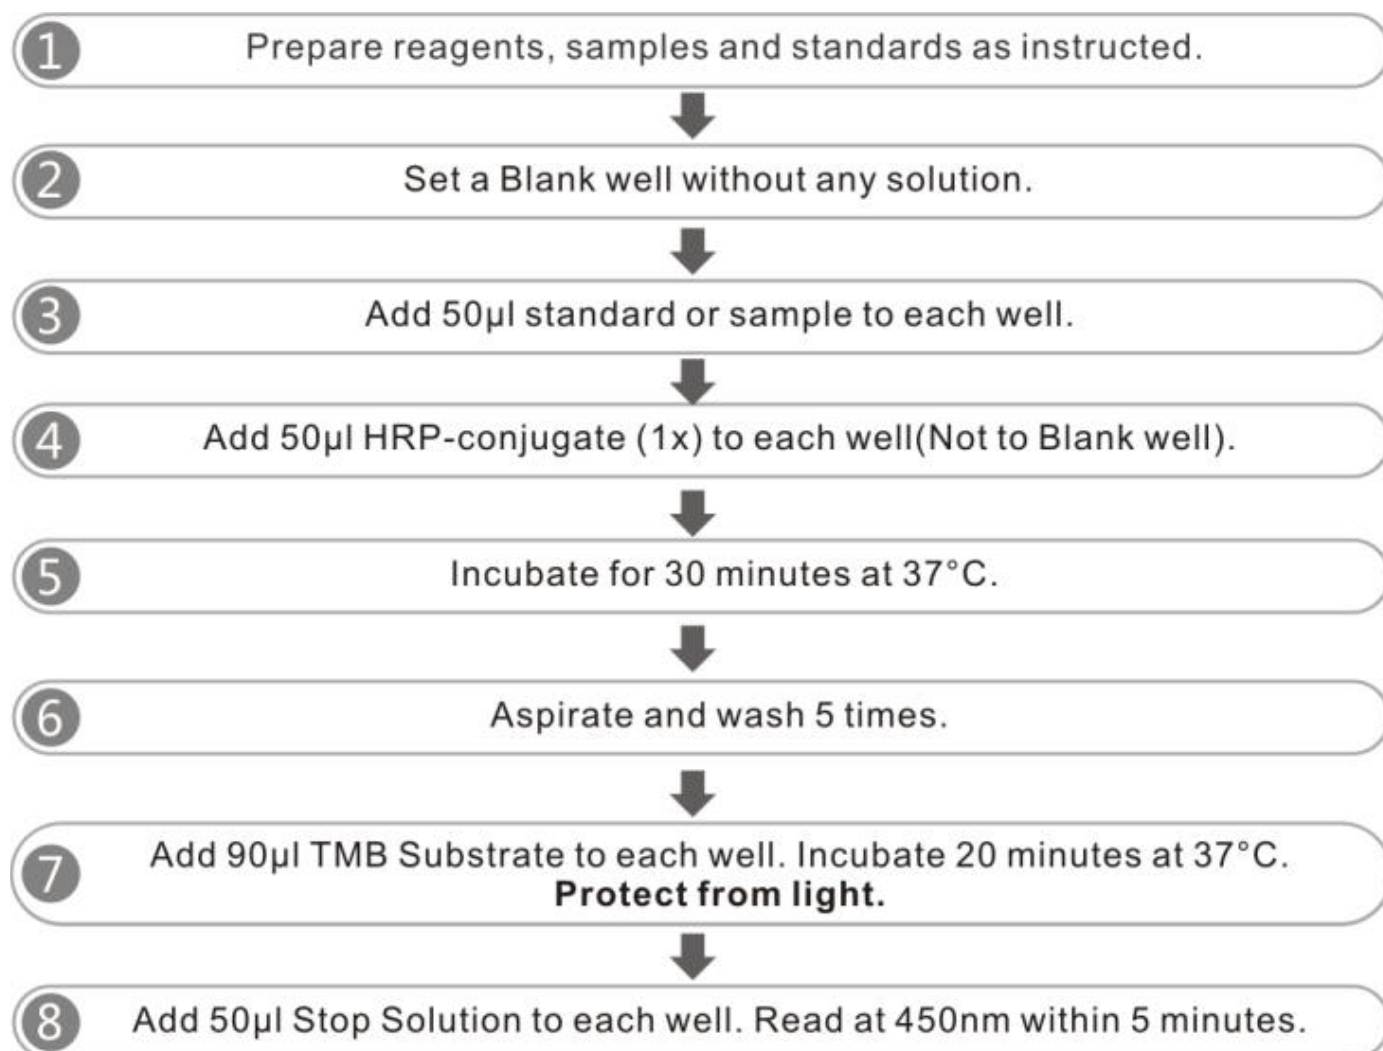 1 Prepare reagents, samples and standards as instructed.
2 Set a Blank well without any solution.
3 Add 50µl standard or sample to each well.
4 Add 50µl HRP-conjugate (1x) to each well(Not to Blank well).
5 Incubate for 30 minutes at 37°C.
6 Aspirate and wash 5 times.
7 Add 90µl TMB Substrate to each well. Incubate 20 minutes at 37°C.
Protect from light.
8 Add 50µl Stop Solution to each well. Read at 450nm within 5 minutes.